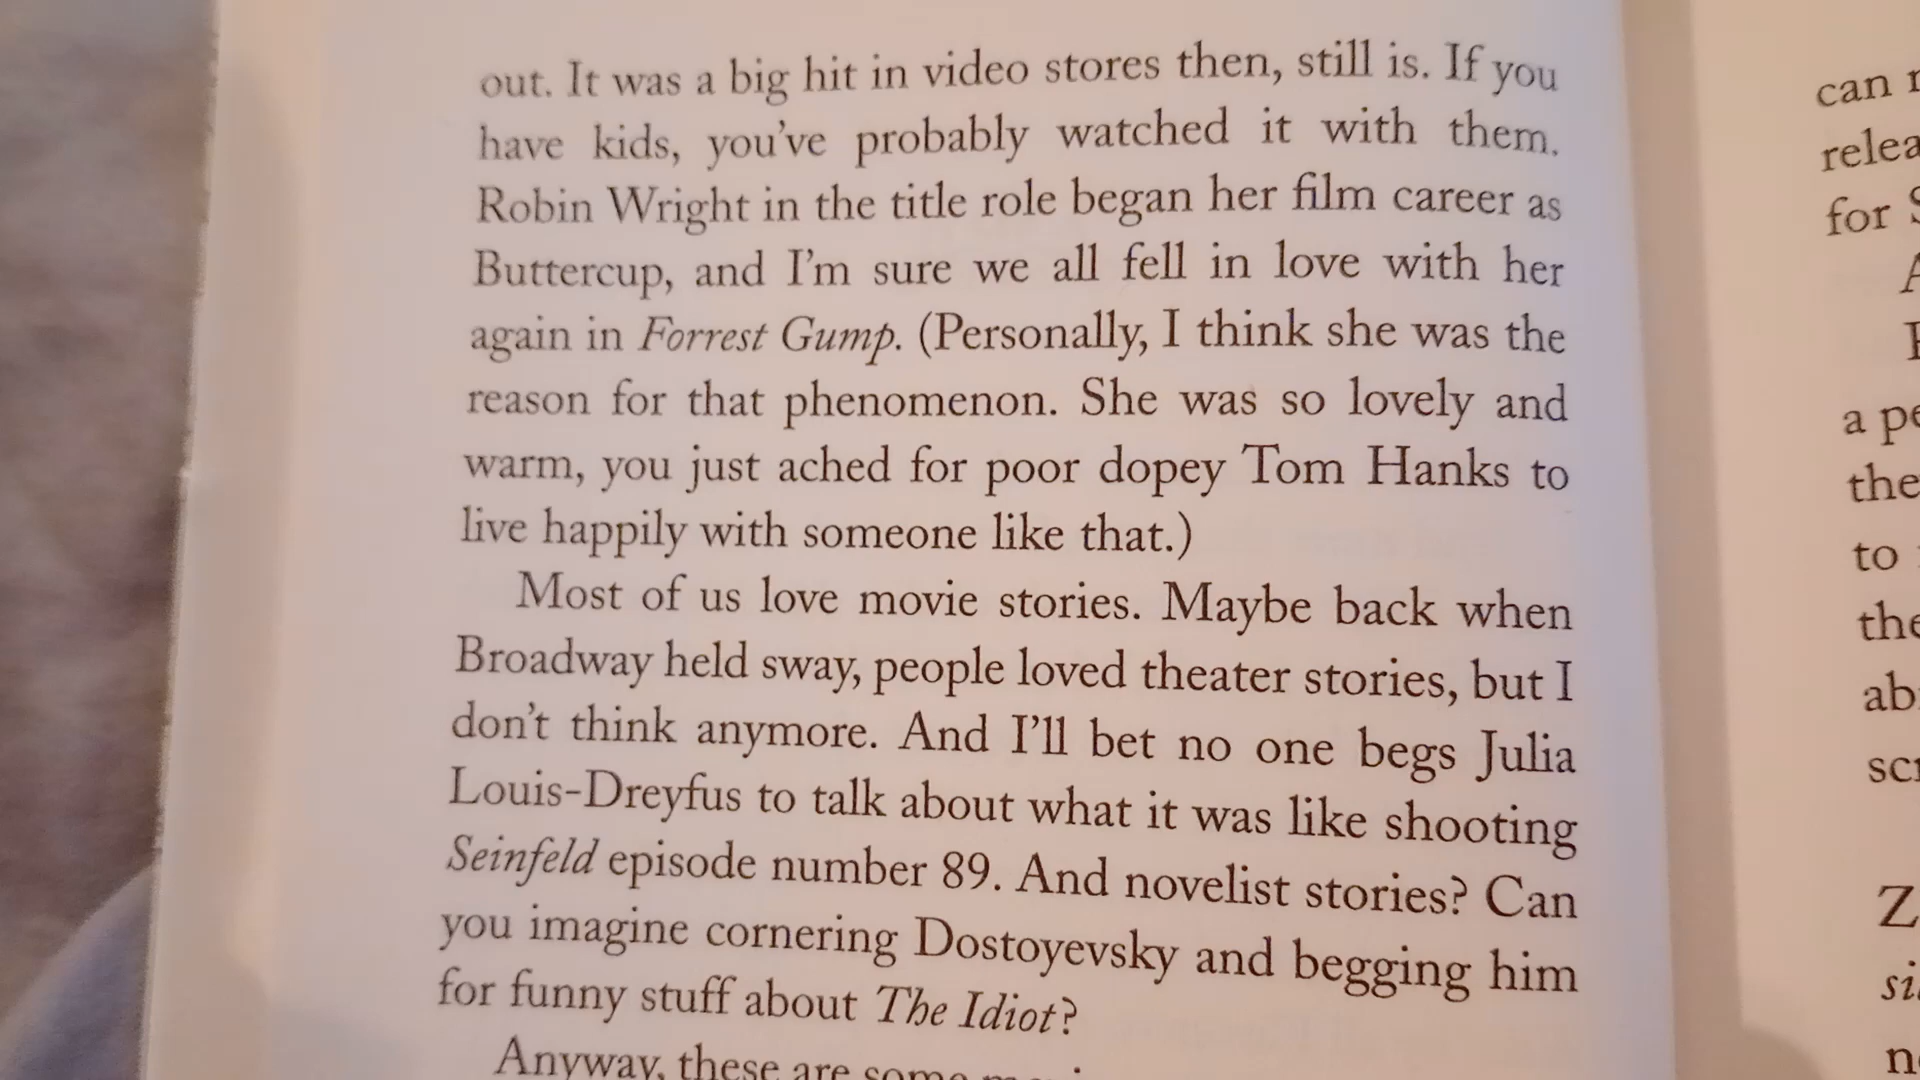 out. It was a big hit in video stores then, still is. If you
have kids, you've probably watched it with them.
Robin Wright in the title role began her film career as
Buttercup, and I'm sure we all fell in love with her
again in Forrest Gump. (Personally, I think she was the
reason for that phenomenon. She was so lovely and
warm, you just ached for poor dopey Tom Hanks to
live happily with someone like that.)
Most of us love movie stories. Maybe back when
Broadway held sway, people loved theater stories, but I
don't think anymore. And I'll bet no one begs Julia
Louis-Dreyfus to talk about what it was like shooting
Seinfeld episode number 89. And novelist stories? Can
you imagine cornering Dostoyevsky and begging him
for funny stuff about The Idiot?
Anyway, these are some
can
for
a
the
to
the